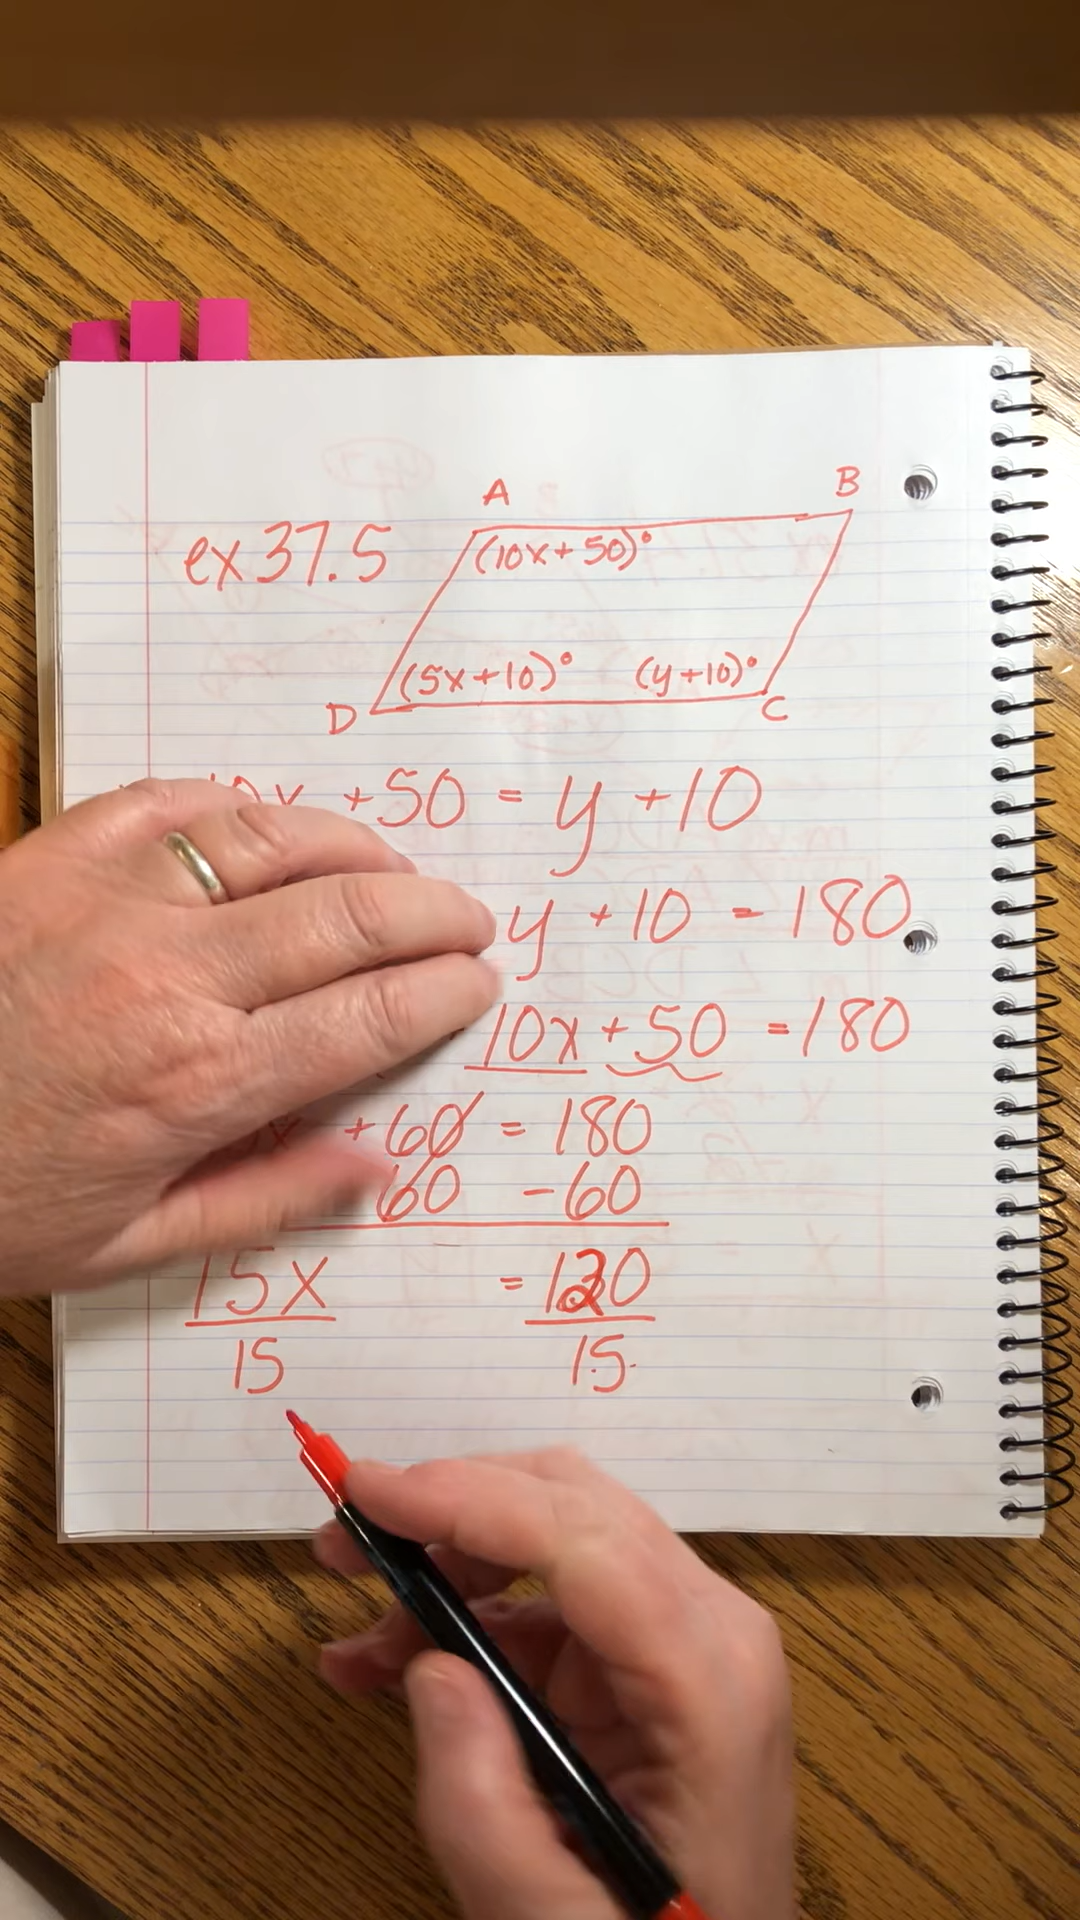 A B
ex 37.5 (10x + 50)°
(5x+10)° (y+10)°
D C
10x + 50 = y + 10
y + 10 = 180
10x + 50 = 180
+ 60 = 180
60 - 60
15x = 120
15 15